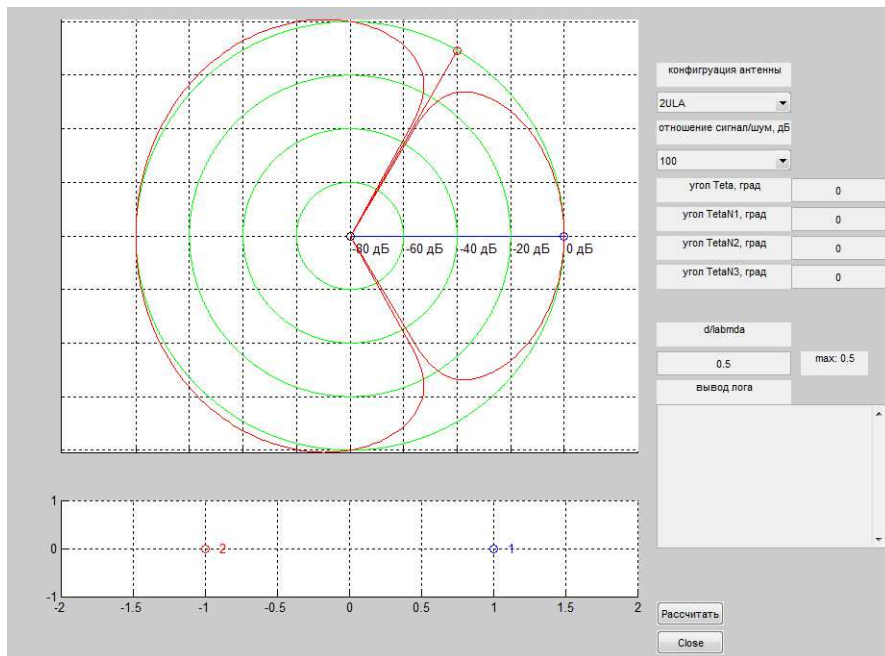 -80 дБ -60 дБ -40 дБ -20 дБ 0 дБ
1
0
-1
-2 -1.5 -1 -0.5 0 0.5 1 1.5 2
2
1
конфигруация антенны
2ULA
отношение сигнал/шум, дБ
100
угол Teta, град 0
угол TetaN1, град 0
угол TetaN2, град 0
угол TetaN3, град 0
d/labmda
0.5 max: 0.5
вывод лога
Рассчитать
Close